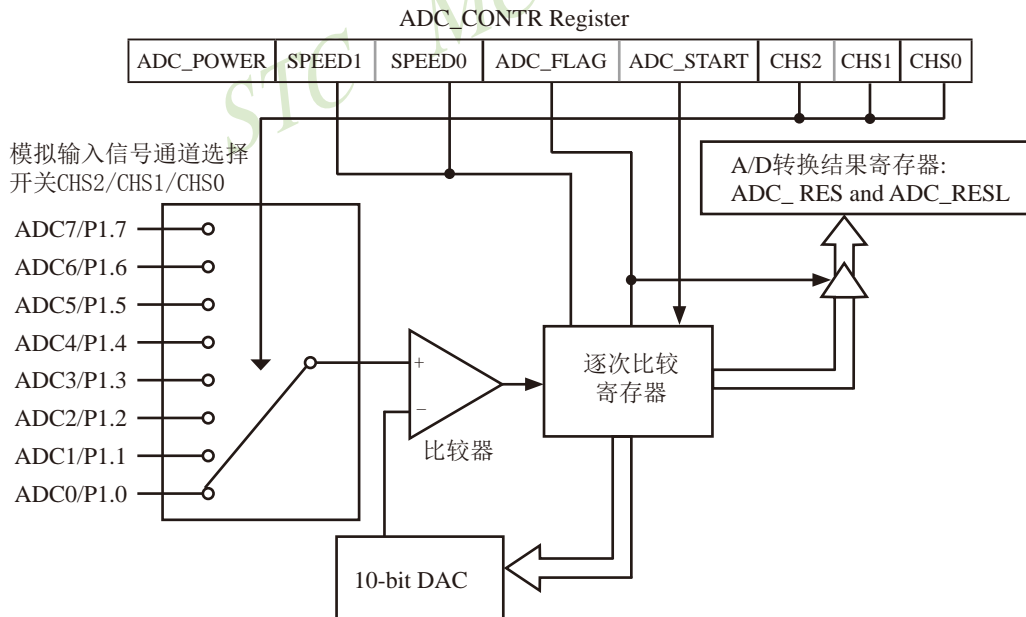 ADC_CONTR Register
ADC_POWER SPEED1 SPEED0 ADC_FLAG ADC_START CHS2 CHS1 CHS0
STC
模拟输入信号通道选择
开关CHS2/CHS1/CHS0
A/D转换结果寄存器:
ADC_ RES and ADC_RESL
ADC7/P1.7
ADC6/P1.6
ADC5/P1.5
ADC4/P1.4
ADC3/P1.3
ADC2/P1.2
ADC1/P1.1
ADC0/P1.0
+
−
比较器
逐次比较
寄存器
10-bit DAC